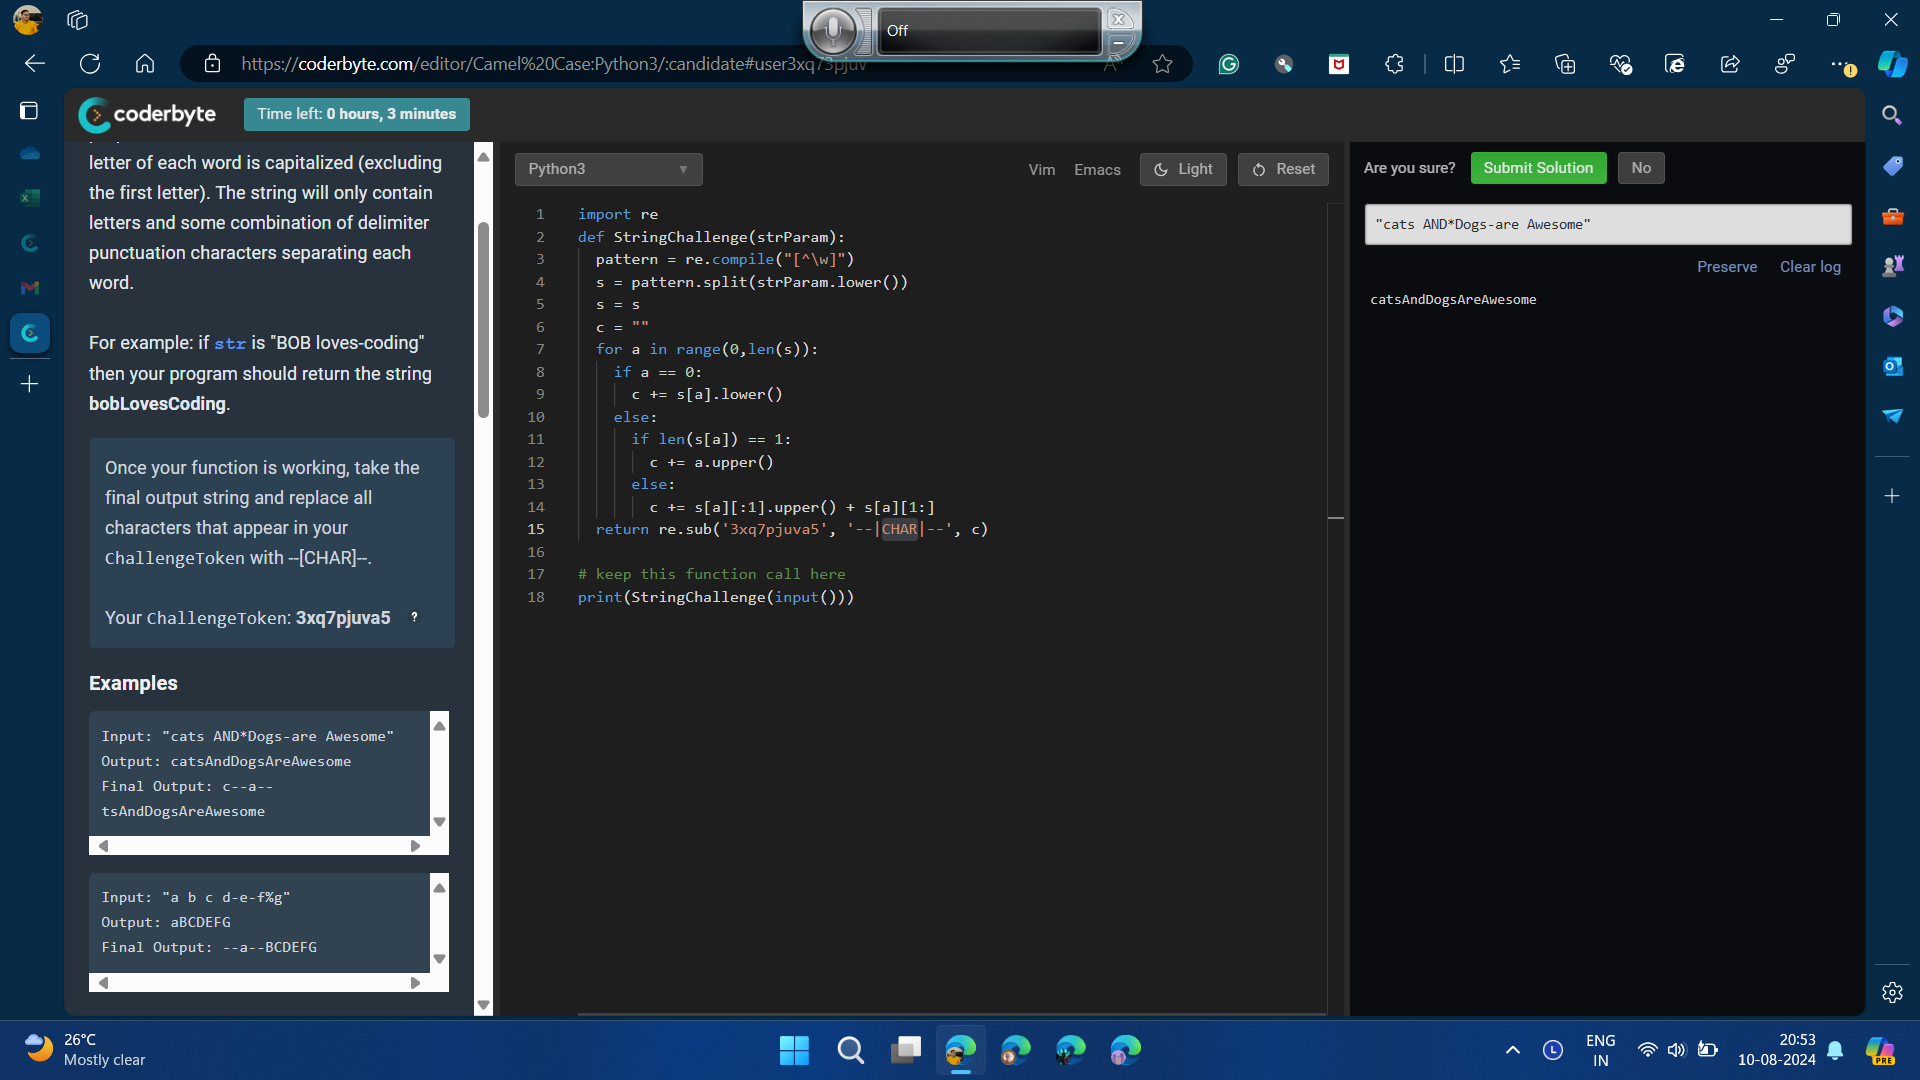 Off
https://coderbyte.com/editor/Camel%20Case:Python3/:candidate#user3xq73pjuv
coderbyte
Time left: 0 hours, 3 minutes
letter of each word is capitalized (excluding
the first letter). The string will only contain
letters and some combination of delimiter
punctuation characters separating each
word.
For example: if str is "BOB loves-coding"
then your program should return the string
bobLovesCoding.
Once your function is working, take the
final output string and replace all
characters that appear in your
ChallengeToken with --[CHAR]--.
Your ChallengeToken: 3xq7pjuva5 ?
Examples
Input: "cats AND*Dogs-are Awesome"
Output: catsAndDogsAreAwesome
Final Output: c--a--
tsAndDogsAreAwesome
Input: "a b c d-e-f%g"
Output: aBCDEFG
Final Output: --a--BCDEFG
Python3
Vim Emacs Light Reset
1 import re
2 def StringChallenge(strParam):
3 pattern = re.compile("[^\w]")
4 s = pattern.split(strParam.lower())
5 s = s
6 c = ""
7 for a in range(0,len(s)):
8 if a == 0:
9 c += s[a].lower()
10 else:
11 if len(s[a]) == 1:
12 c += a.upper()
13 else:
14 c += s[a][:1].upper() + s[a][1:]
15 return re.sub('3xq7pjuva5', '--|CHAR|--', c)
16
17 # keep this function call here
18 print(StringChallenge(input()))
Are you sure? Submit Solution No
"cats AND*Dogs-are Awesome"
Preserve Clear log
catsAndDogsAreAwesome
26°C
Mostly clear
ENG
IN
20:53
10-08-2024
PRE